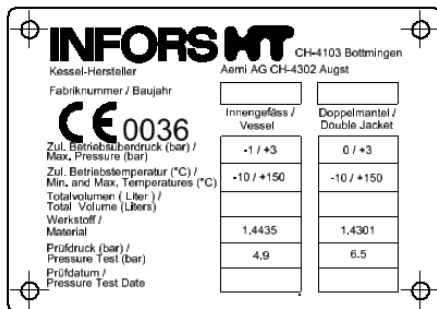 INFORS HT CH-4103 Bottmingen
Kessel-Hersteller Aerni AG CH-4302 Augst
Fabriknummer / Baujahr
CE 0036
Innengefäss / Vessel
Doppelmantel / Double Jacket
Zul. Betriebsüberdruck (bar) / -1 / +3 0 / +3
Max. Pressure (bar)
Zul. Betriebstemperatur (°C) / -10 / +150 -10 / +150
Min. and Max. Temperatures (°C)
Totalvolumen ( Liter ) /
Total Volume (Liters)
Werkstoff /
Material 1.4435 1.4301
Prüfdruck (bar) / 4.9 6.5
Pressure Test (bar)
Prüfdatum /
Pressure Test Date